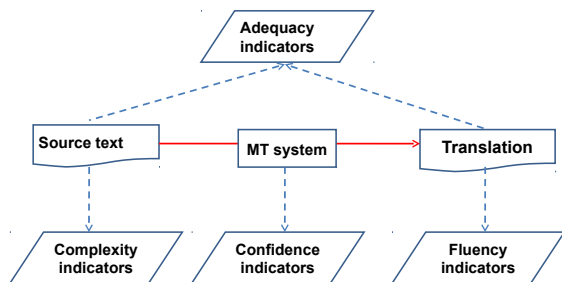 Adequacy
indicators
Source text
MT system
Translation
Complexity
indicators
Confidence
indicators
Fluency
indicators